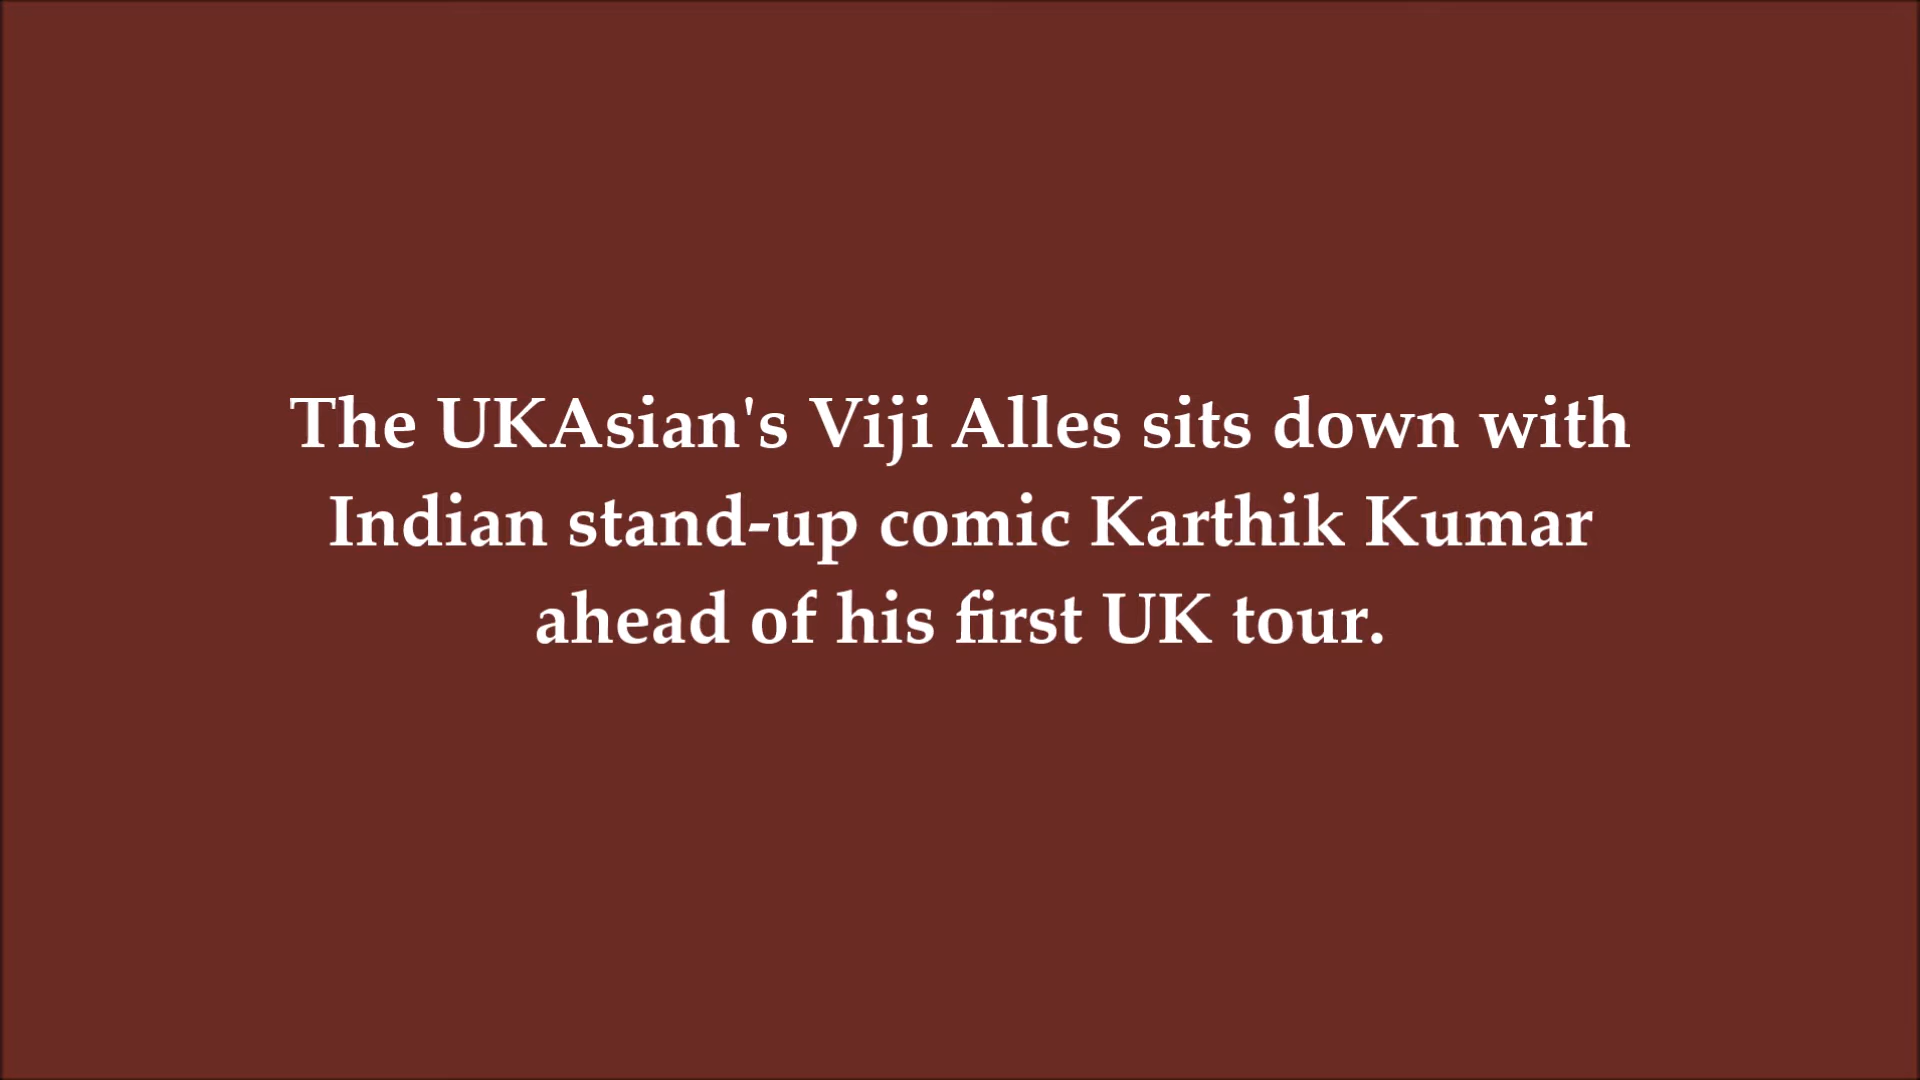 The UKAsian's Viji Alles sits down with
Indian stand-up comic Karthik Kumar
ahead of his first UK tour.